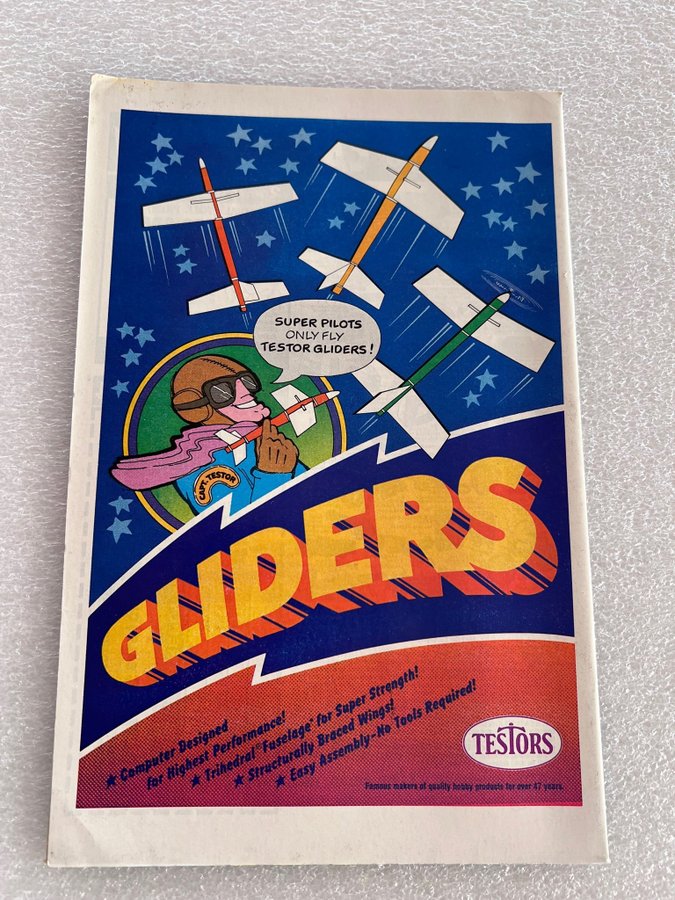 SUPER PILOTS
ONLY FLY
TESTOR GLIDERS!
CAPT. TESTOR
GLIDERS
★ Computer Designed
for Highest Performance!
★ Trihedral Fuselage* for Super Strength!
★ Structurally Braced Wings!
★ Easy Assembly-No Tools Required!
TESTORS
Famous makers of quality hobby products for over 47 years.